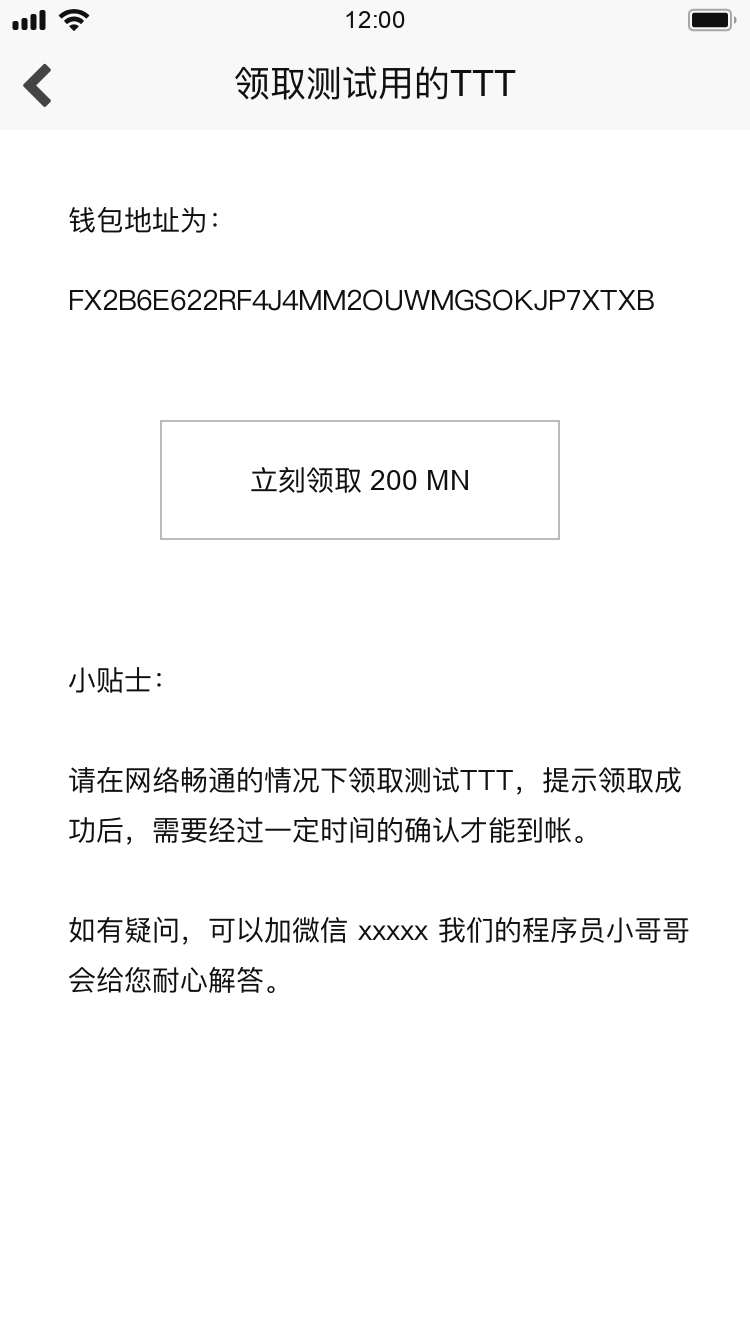 12:00
领取测试用的TTT
钱包地址为：
FX2B6E622RF4J4MM2OUWMGSOKJP7XTXB
立刻领取 200 MN
小贴士：
请在网络畅通的情况下领取测试TTT，提示领取成
功后，需要经过一定时间的确认才能到帐。
如有疑问，可以加微信 xxxxx 我们的程序员小哥哥
会给您耐心解答。